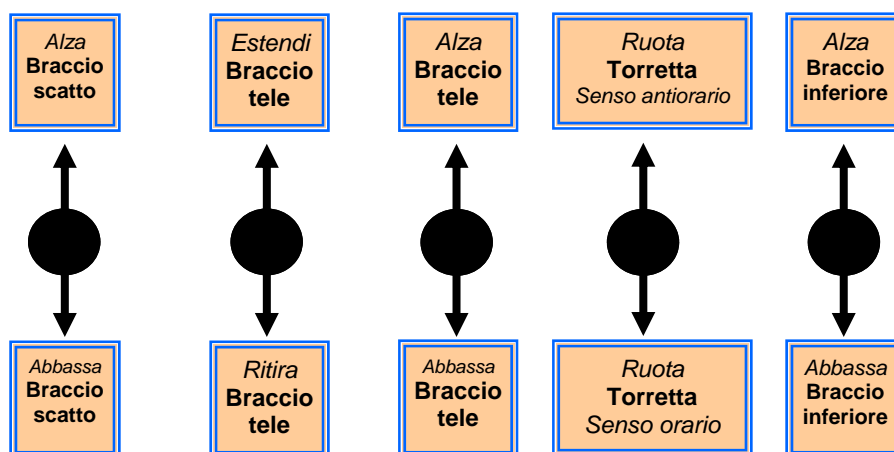 Alza
Braccio
scatto
Estendi
Braccio
tele
Alza
Braccio
tele
Ruota
Torretta
Senso antiorario
Alza
Braccio
inferiore
Abbassa
Braccio
scatto
Ritira
Braccio
tele
Abbassa
Braccio
tele
Ruota
Torretta
Senso orario
Abbassa
Braccio
inferiore